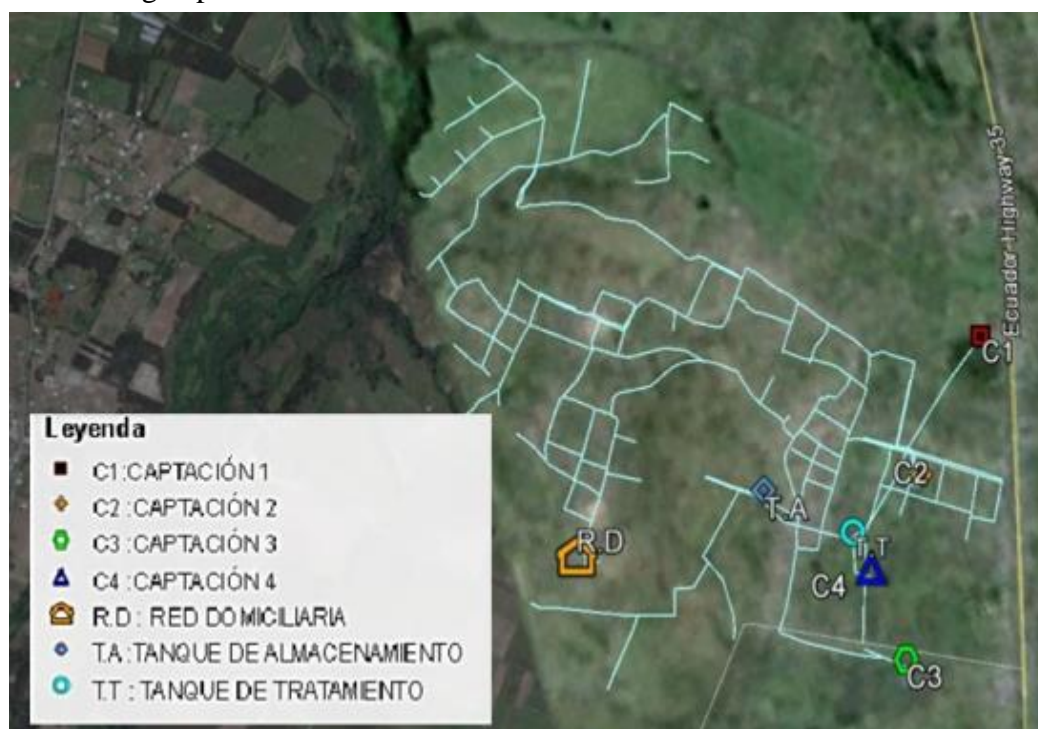 Ecuador Highway 35
C1
C2
T.A
R.D
T.T
C4
C3
Leyenda
C1 :CAPTACIÓN 1
C2 :CAPTACIÓN 2
C3 :CAPTACIÓN 3
C4 :CAPTACIÓN 4
R.D : RED DOMICILIARIA
T.A :TANQUE DE ALMACENAMIENTO
T.T : TANQUE DE TRATAMIENTO